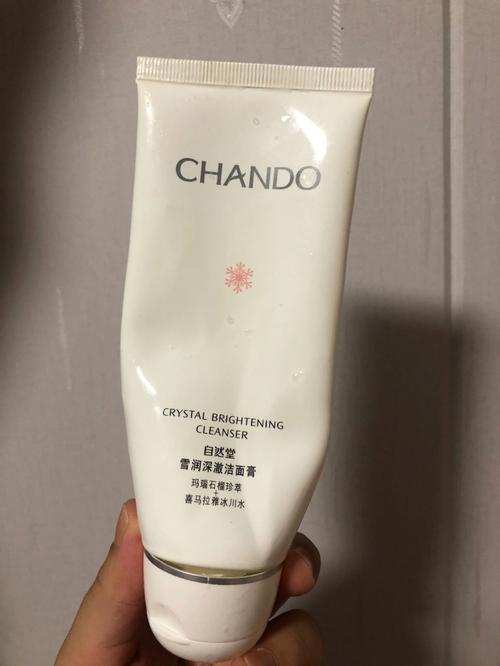 CHANDO
CRYSTAL BRIGHTENING
CLEANSER
自然堂
雪润深澈洁面膏
玛瑙石榴珍萃
+
喜马拉雅冰川水